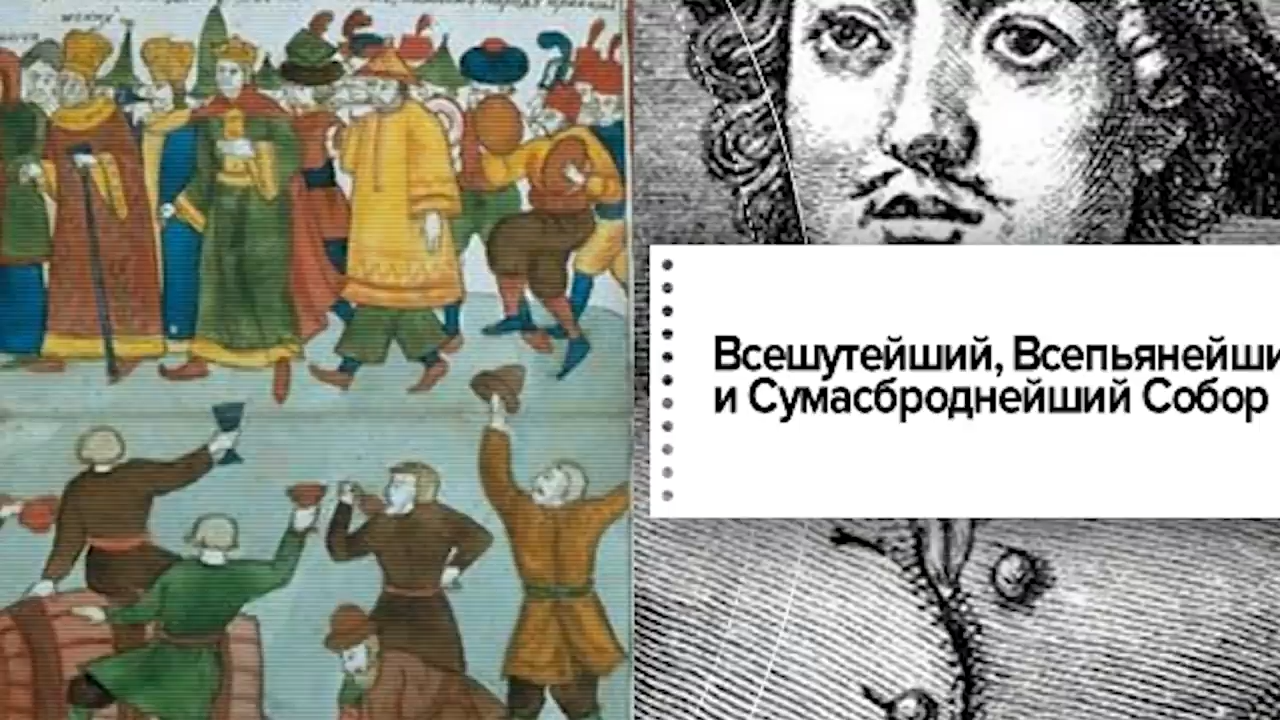 Всешутейший, Всепьянейши
и Сумасброднейший Собор